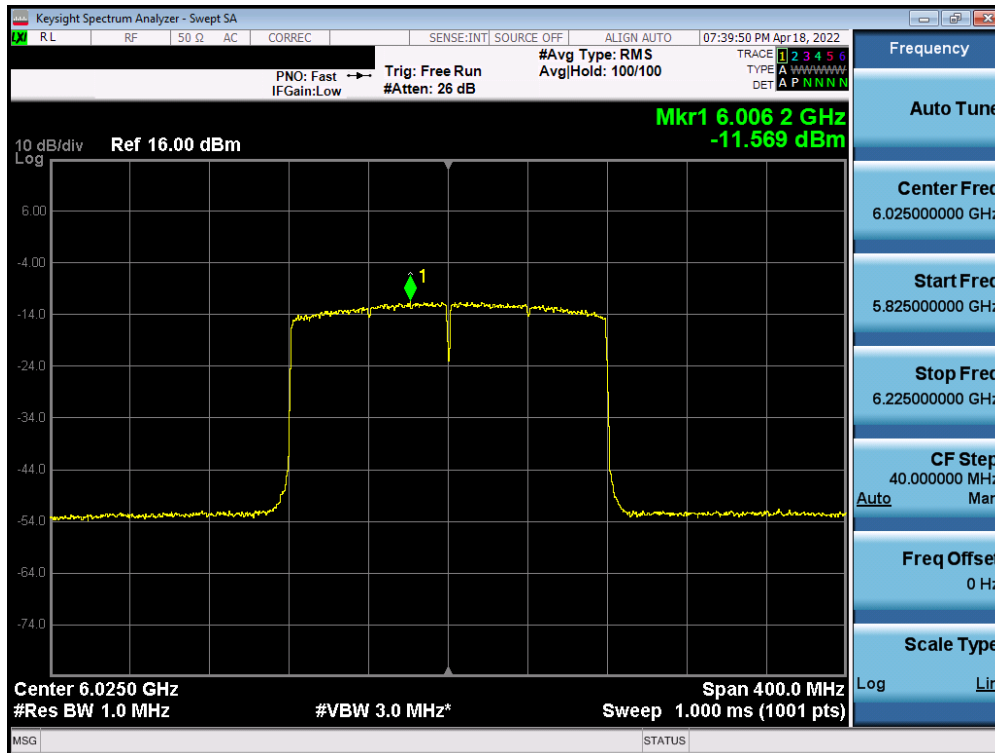 Keysight Spectrum Analyzer - Swept SA
LXI RL RF 50 Ω AC CORREC SENSE:INT SOURCE OFF ALIGN AUTO 07:39:50 PM Apr 18, 2022
PNO: Fast Trig: Free Run #Avg Type: RMS TRACE 1 2 3 4 5 6
IFGain:Low #Atten: 26 dB Avg|Hold: 100/100 TYPE A WWWWW
DET A P N N N N
Mkr1 6.006 2 GHz
-11.569 dBm
10 dB/div Ref 16.00 dBm
Log
6.00
-4.00
1
-14.0
-24.0
-34.0
-44.0
-54.0
-64.0
-74.0
Center 6.0250 GHz Span 400.0 MHz
#Res BW 1.0 MHz #VBW 3.0 MHz* Sweep 1.000 ms (1001 pts)
MSG STATUS
Frequency
Auto Tune
Center Freq
6.025000000 GHz
Start Freq
5.825000000 GHz
Stop Freq
6.225000000 GHz
CF Step
40.000000 MHz
Auto Man
Freq Offset
0 Hz
Scale Type
Log Lin